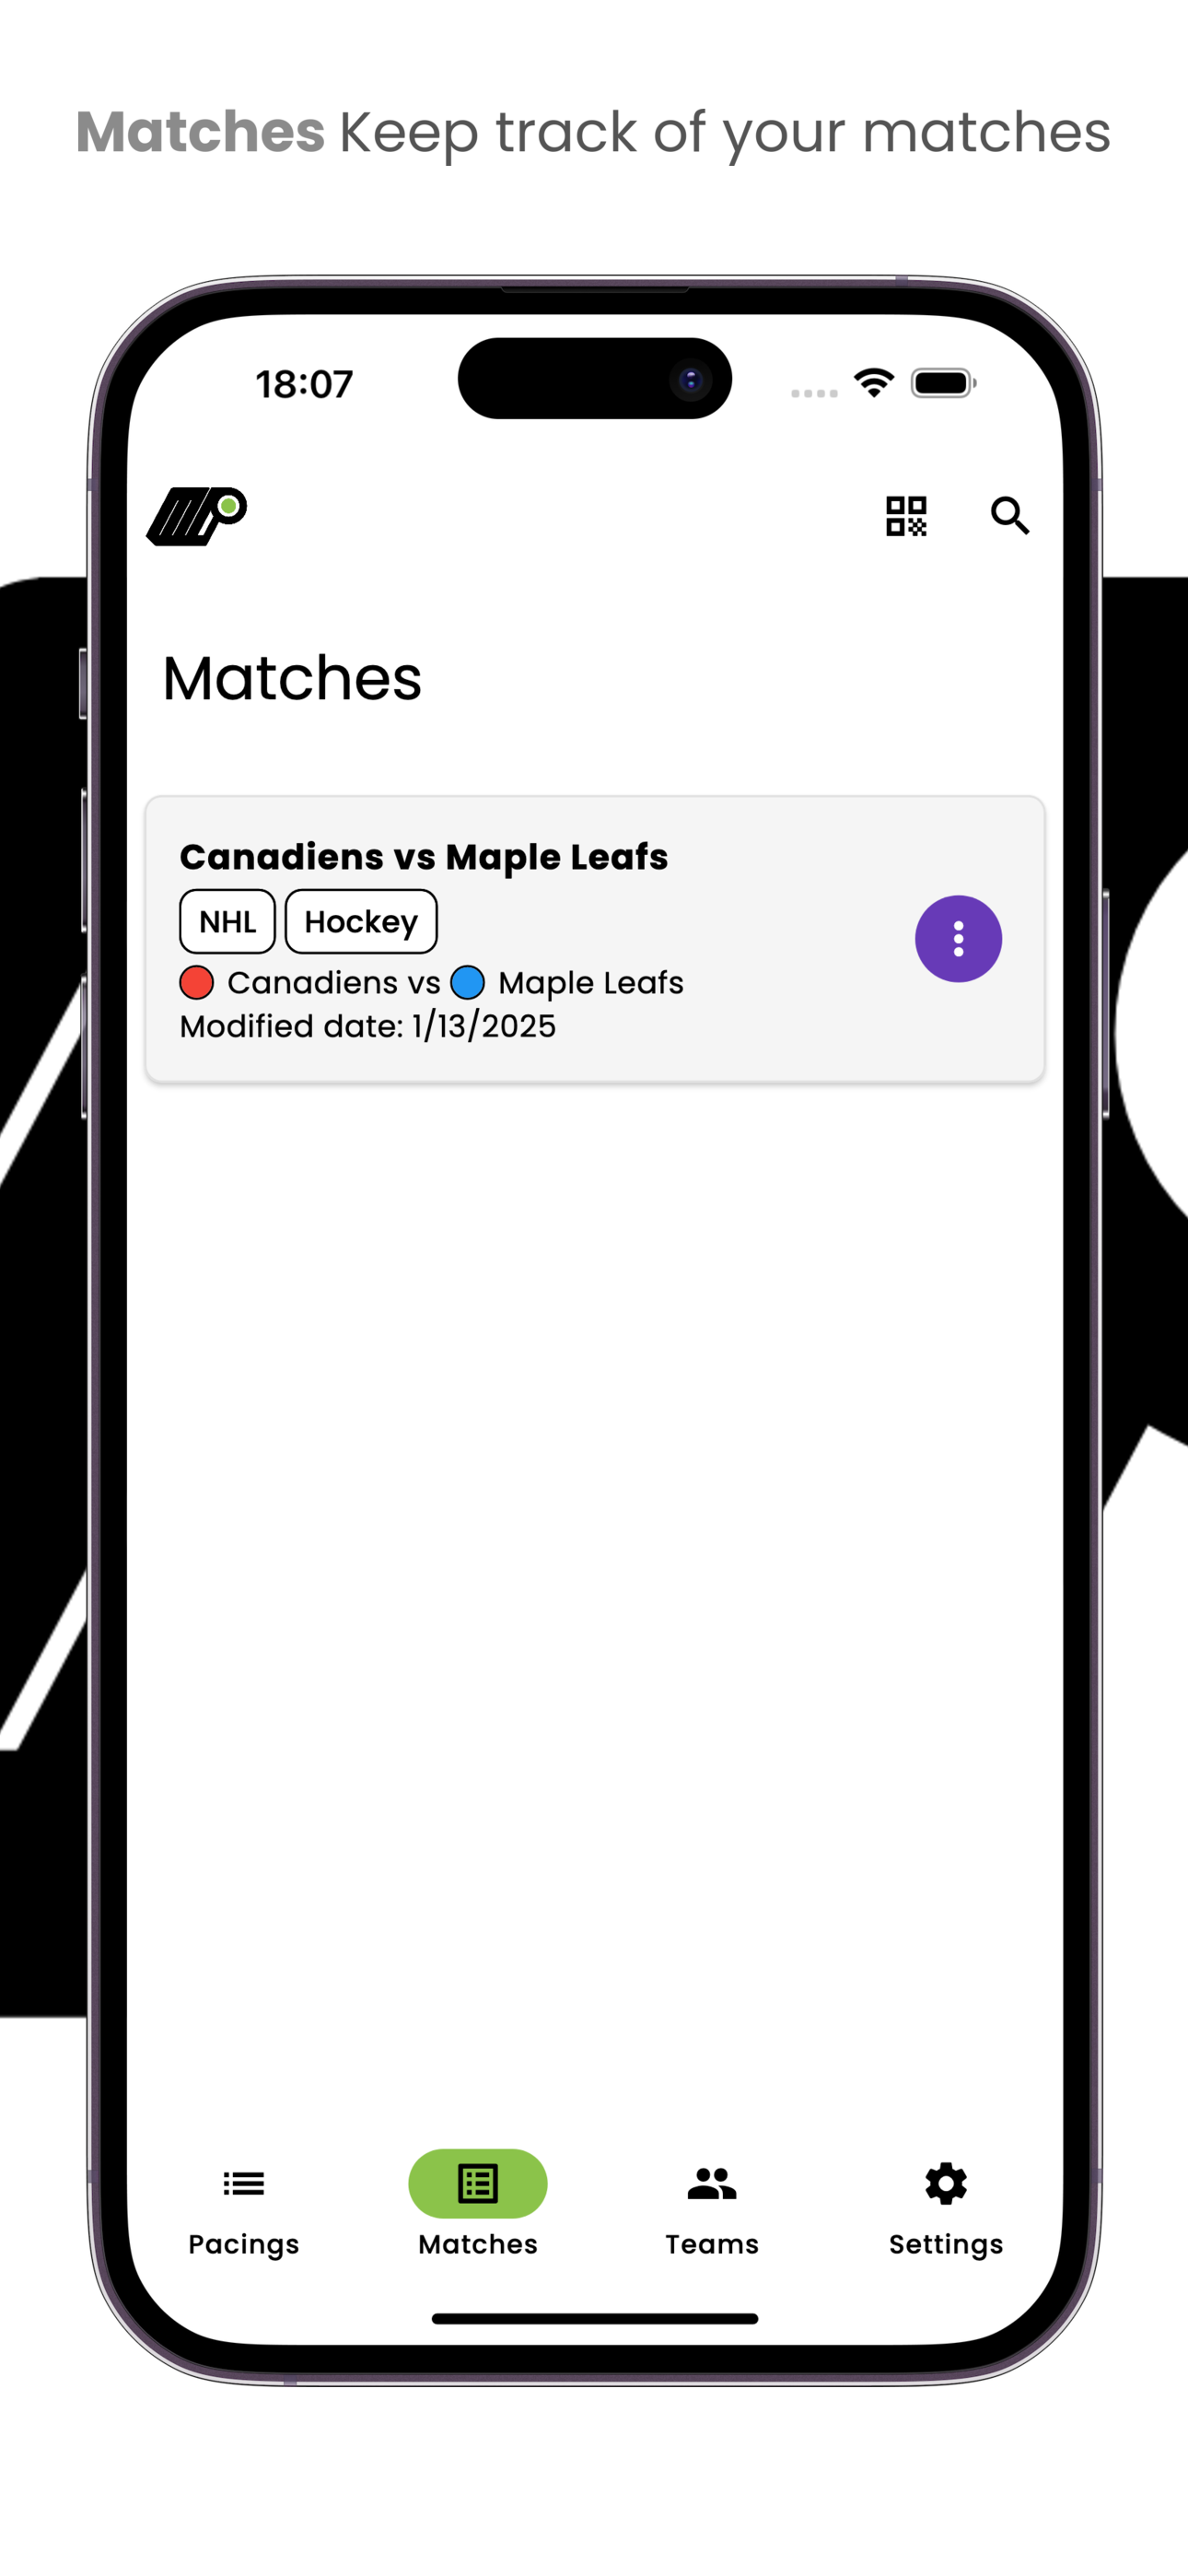 Matches Keep track of your matches
18:07
Matches
Canadiens vs Maple Leafs
NHL Hockey
Canadiens vs Maple Leafs
Modified date: 1/13/2025
Pacings Matches Teams Settings